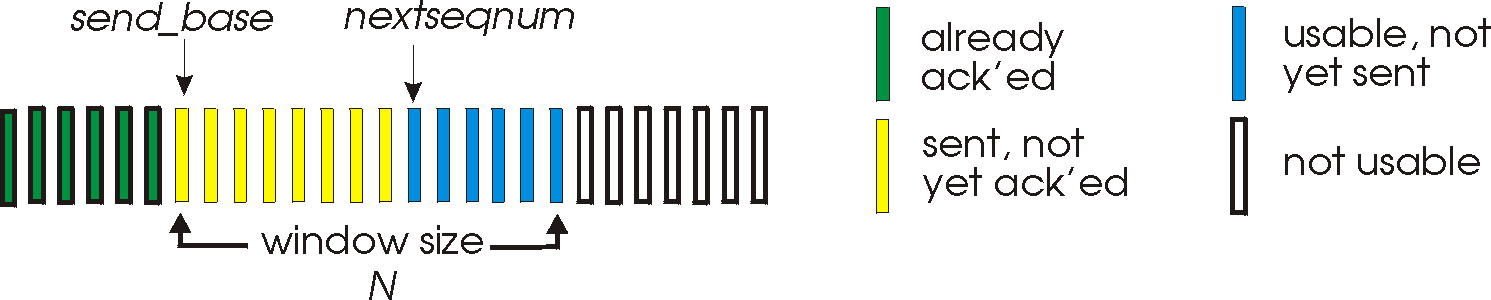 send_base
nextseqnum
window size
N
already
ack'ed
sent, not
yet ack'ed
usable, not
yet sent
not usable